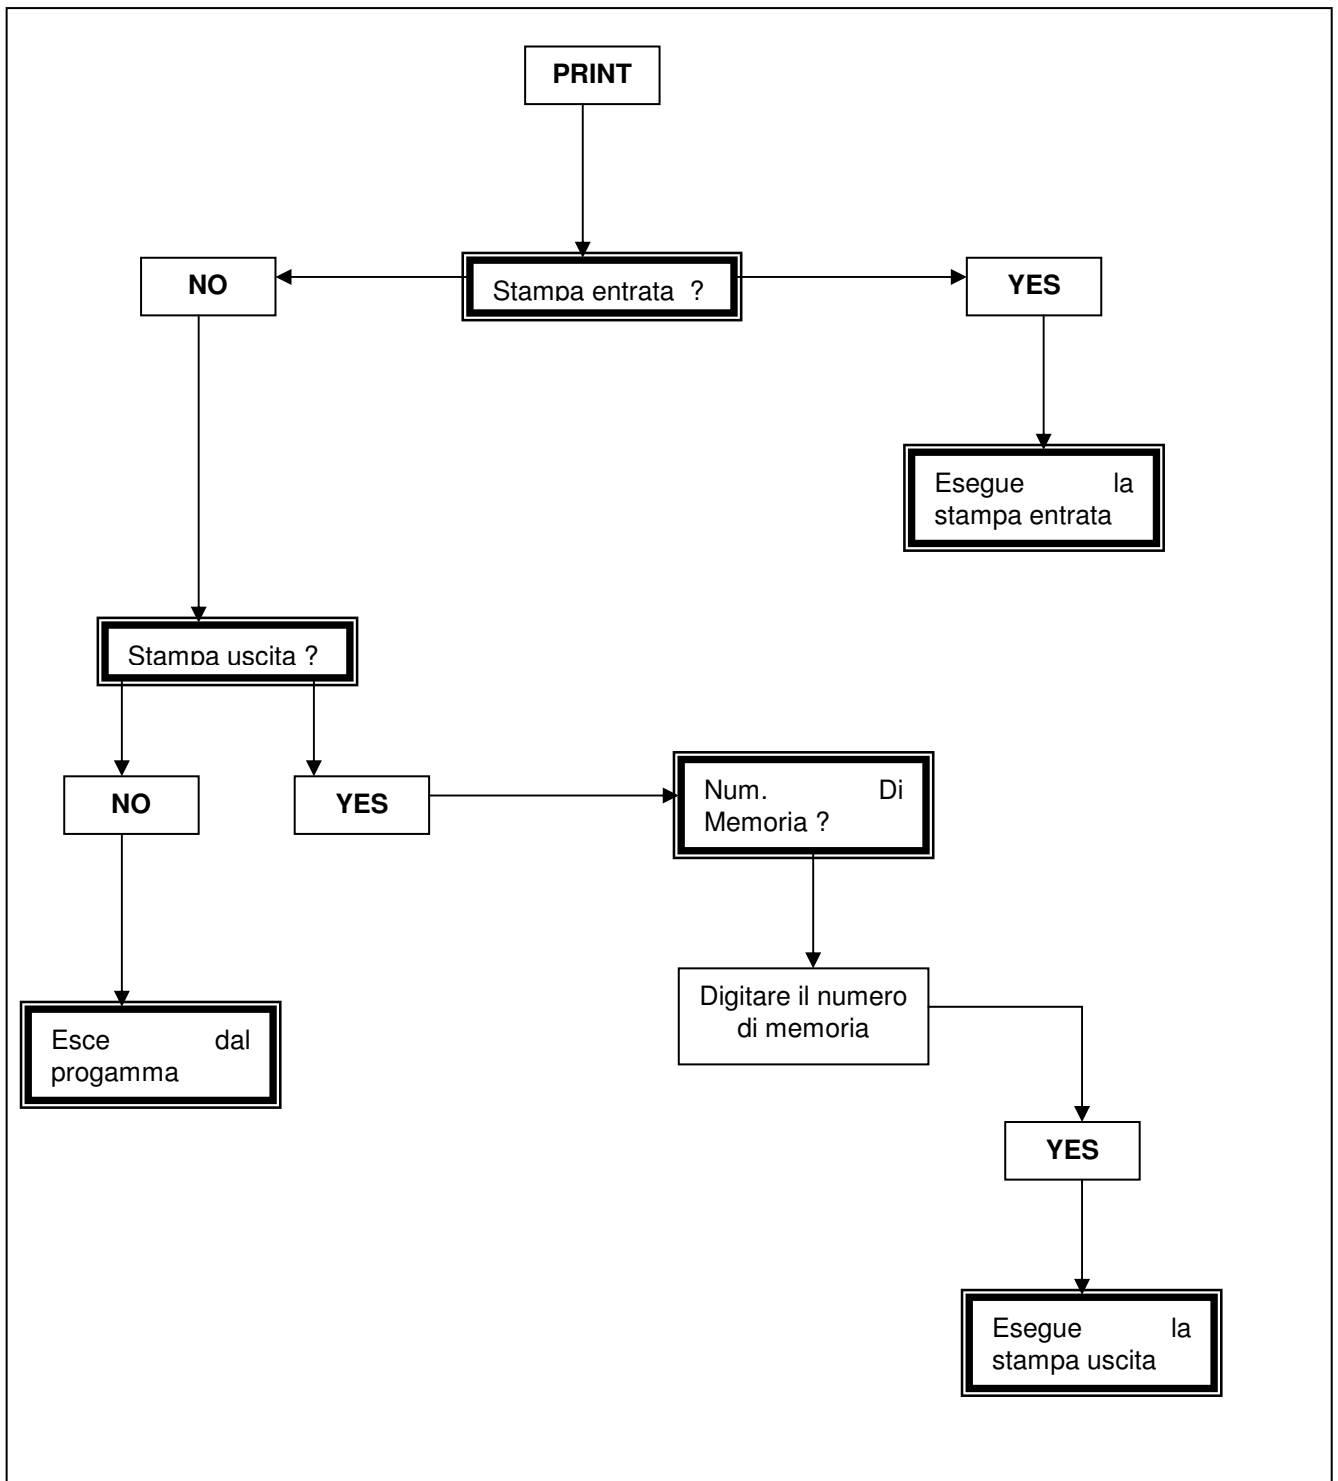 PRINT
NO
Stampa entrata ?
YES
Esegue la
stampa entrata
Stampa uscita ?
NO
YES
Num. Di
Memoria ?
Digitare il numero
di memoria
Esce dal
progamma
YES
Esegue la
stampa uscita